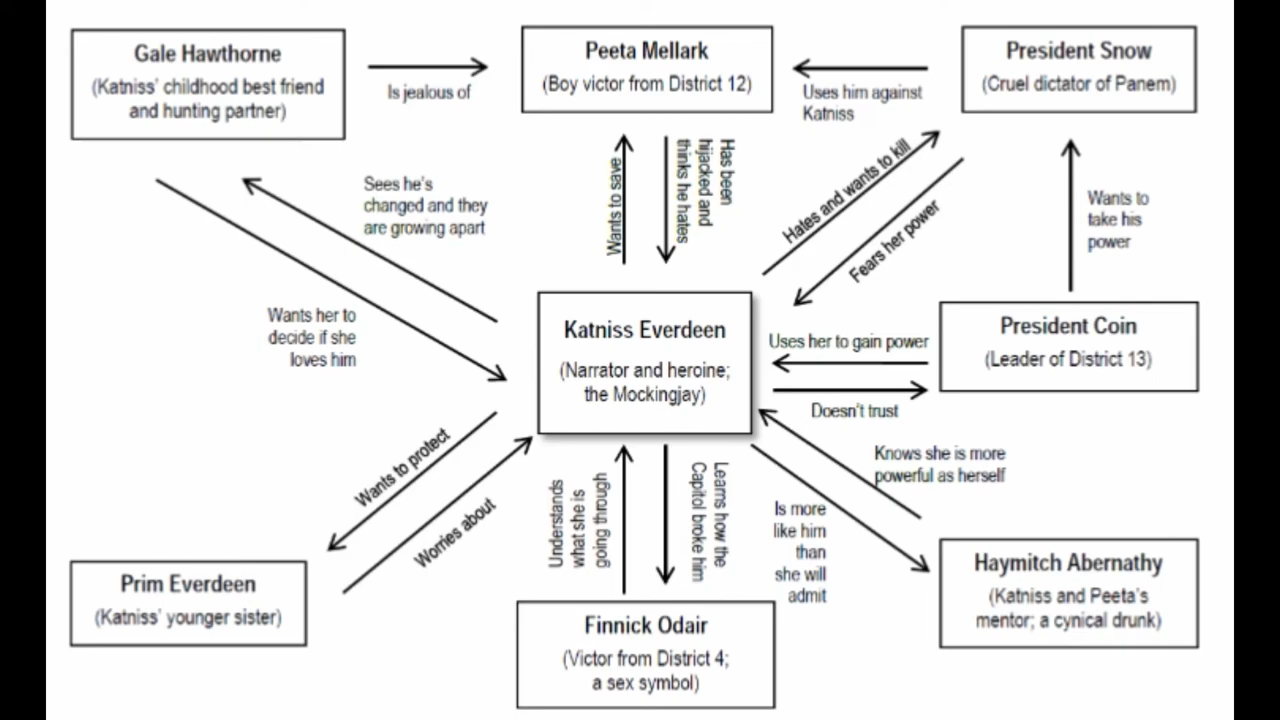 Gale Hawthorne
(Katniss' childhood best friend
and hunting partner)
Is jealous of
Peeta Mellark
(Boy victor from District 12)
Uses him against
Katniss
President Snow
(Cruel dictator of Panem)
Sees he's
changed and they
are growing apart
Wants to save
Has been
hijacked and
thinks he hates
Hates and wants to kill
Fears her power
Wants to
take his
power
Wants her to
decide if she
loves him
Katniss Everdeen
(Narrator and heroine;
the Mockingjay)
Uses her to gain power
Doesn't trust
President Coin
(Leader of District 13)
Wants to protect
Worries about
Understands
what she is
going through
Learns how the
Capitol broke him
Is more
like him
than
she will
admit
Knows she is more
powerful as herself
Prim Everdeen
(Katniss' younger sister)
Finnick Odair
(Victor from District 4;
a sex symbol)
Haymitch Abernathy
(Katniss and Peeta's
mentor; a cynical drunk)